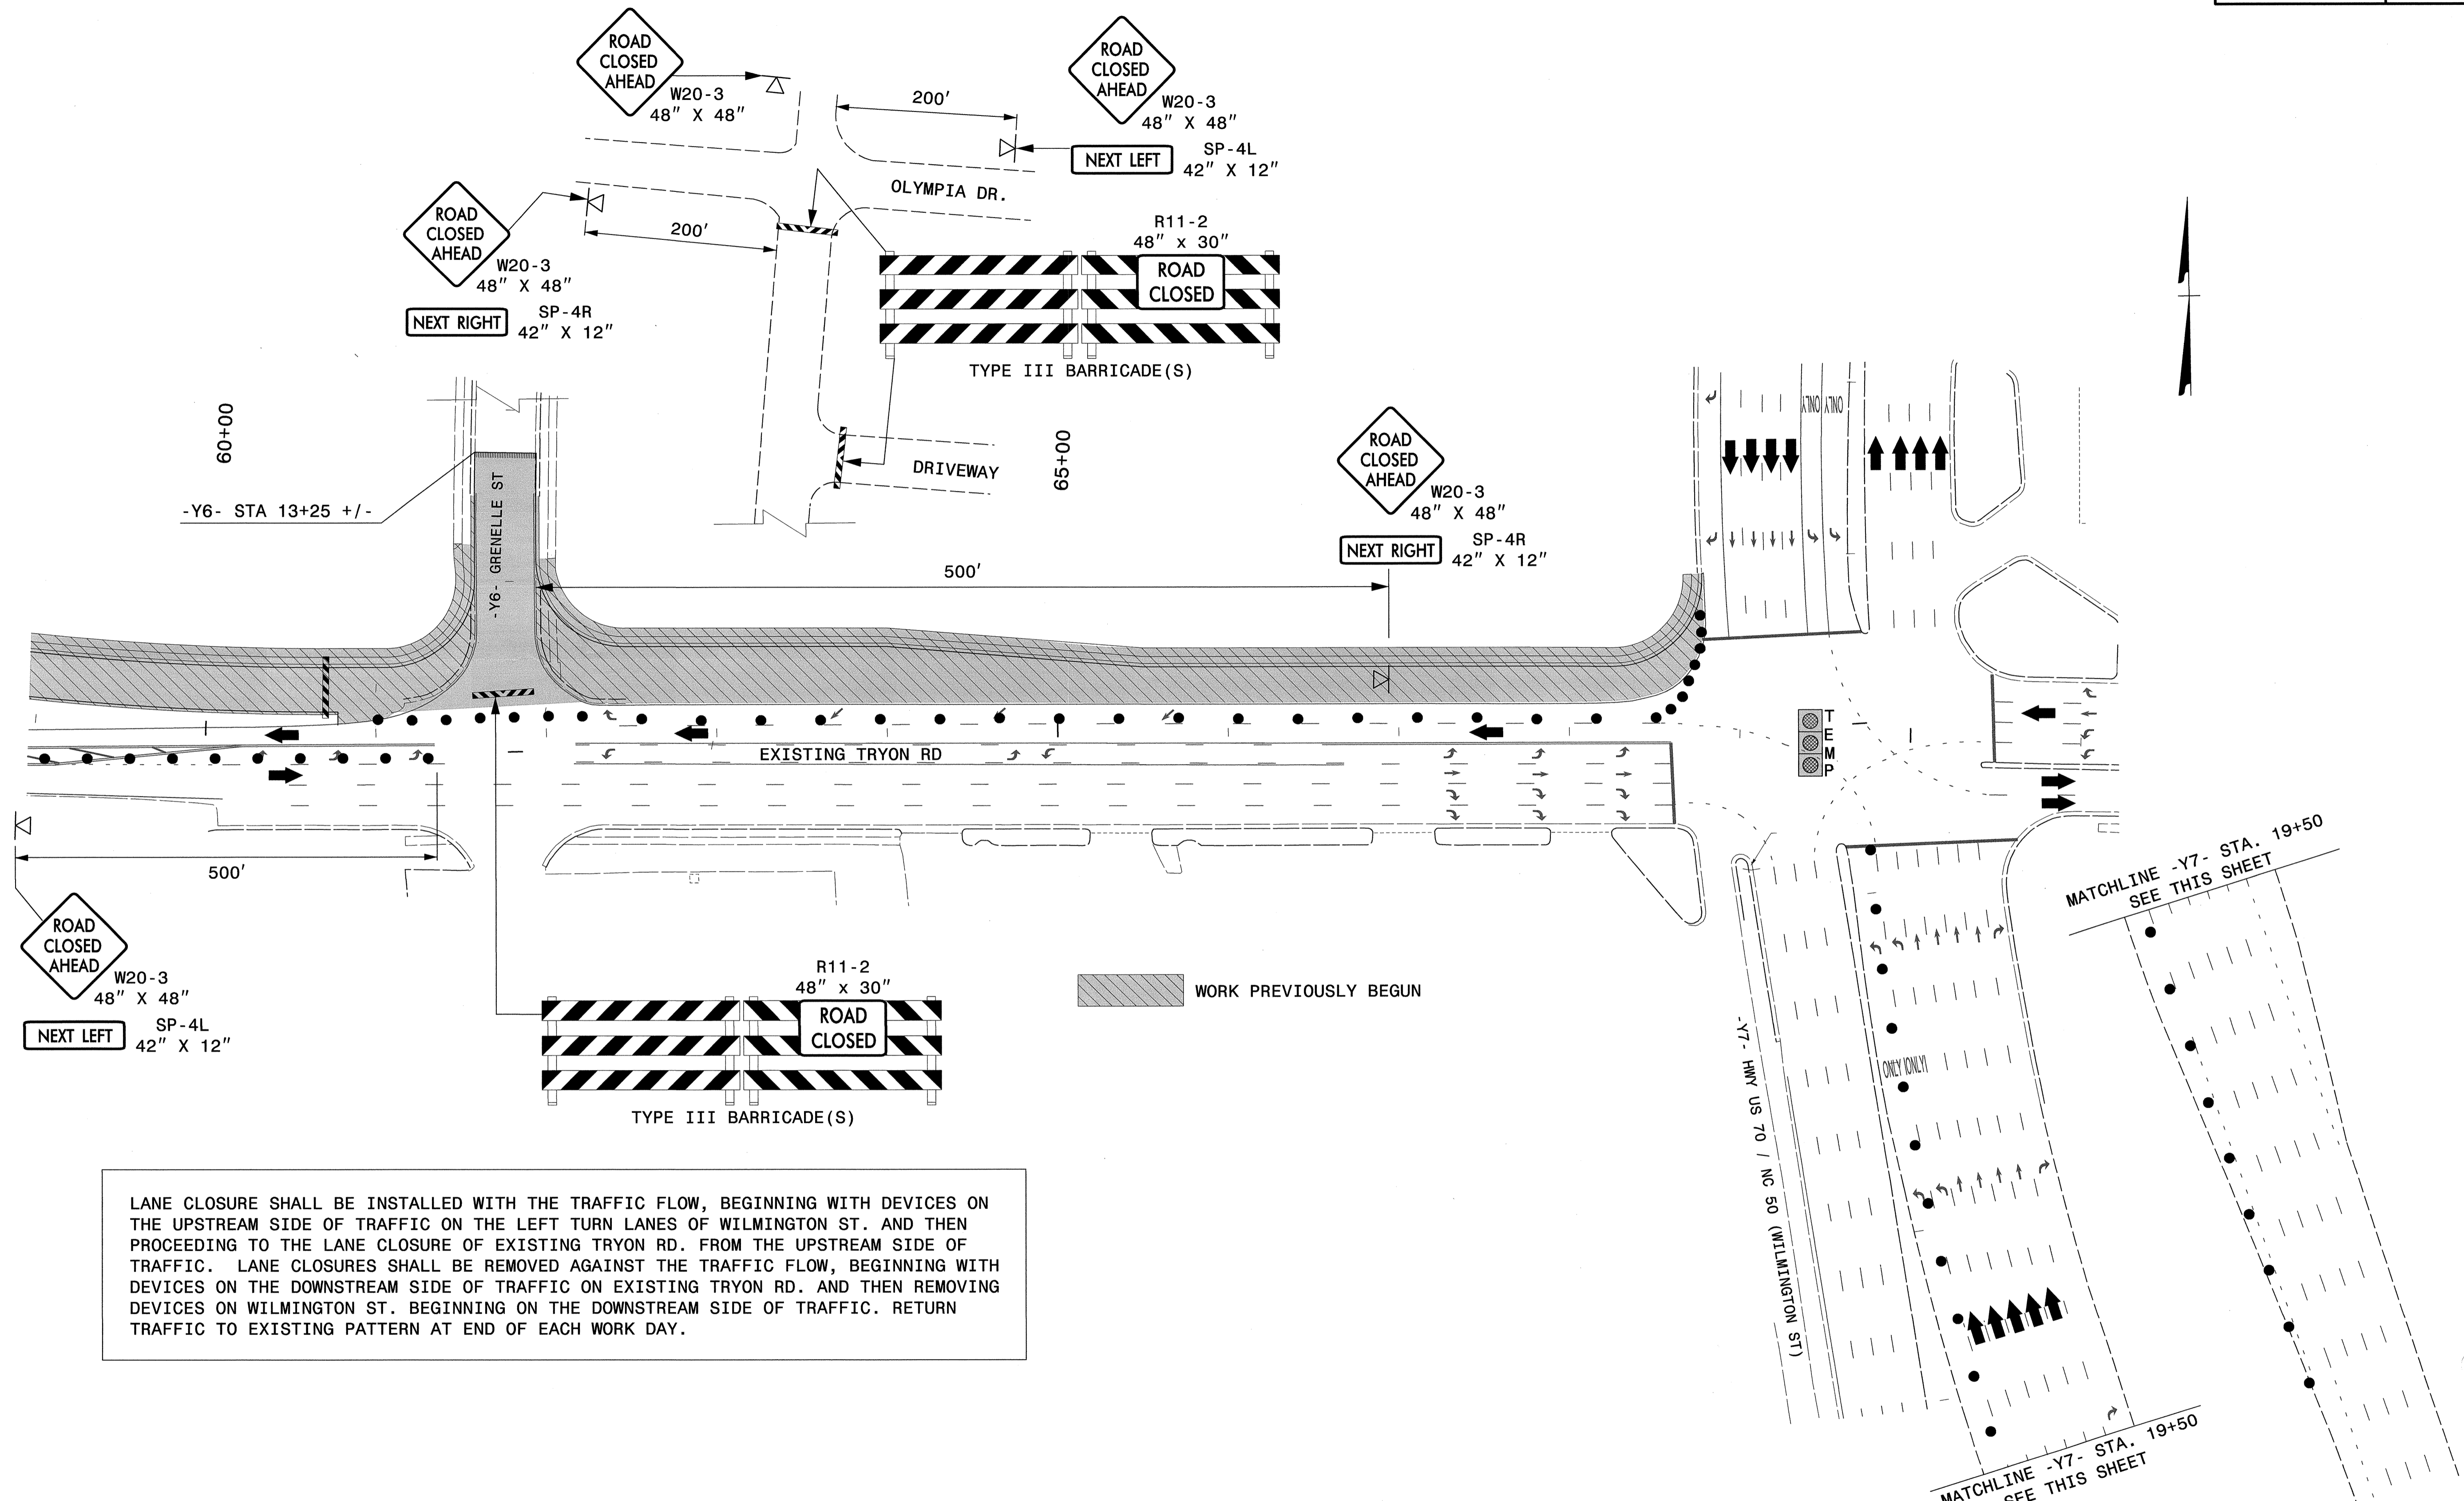 ROAD
CLOSED
AHEAD
W20-3
48" X 48"
200'
ROAD
CLOSED
AHEAD
W20-3
48" X 48"
NEXT LEFT
SP-4L
42" X 12"
OLYMPIA DR.
ROAD
CLOSED
AHEAD
W20-3
48" X 48"
NEXT RIGHT
SP-4R
42" X 12"
200'
R11-2
48" x 30"
ROAD
CLOSED
TYPE III BARRICADE(S)
DRIVEWAY
60+00
65+00
-Y6- STA 13+25 +/-
-Y6- GRENELLE ST
ROAD
CLOSED
AHEAD
W20-3
48" X 48"
NEXT RIGHT
SP-4R
42" X 12"
500'
ONLY
ONLY
EXISTING TRYON RD
T
E
M
P
500'
ROAD
CLOSED
AHEAD
W20-3
48" X 48"
NEXT LEFT
SP-4L
42" X 12"
R11-2
48" x 30"
ROAD
CLOSED
TYPE III BARRICADE(S)
WORK PREVIOUSLY BEGUN
MATCHLINE -Y7- STA. 19+50
SEE THIS SHEET
-Y7- HWY US 70 / NC 50 (WILMINGTON ST)
ONLY ONLY
MATCHLINE -Y7- STA. 19+50
SEE THIS SHEET
LANE CLOSURE SHALL BE INSTALLED WITH THE TRAFFIC FLOW, BEGINNING WITH DEVICES ON
THE UPSTREAM SIDE OF TRAFFIC ON THE LEFT TURN LANES OF WILMINGTON ST. AND THEN
PROCEEDING TO THE LANE CLOSURE OF EXISTING TRYON RD. FROM THE UPSTREAM SIDE OF
TRAFFIC. LANE CLOSURES SHALL BE REMOVED AGAINST THE TRAFFIC FLOW, BEGINNING WITH
DEVICES ON THE DOWNSTREAM SIDE OF TRAFFIC ON EXISTING TRYON RD. AND THEN REMOVING
DEVICES ON WILMINGTON ST. BEGINNING ON THE DOWNSTREAM SIDE OF TRAFFIC. RETURN
TRAFFIC TO EXISTING PATTERN AT END OF EACH WORK DAY.